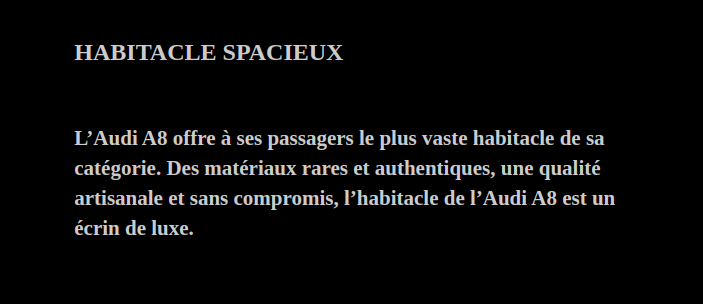 HABITACLE SPACIEUX
L’Audi A8 offre à ses passagers le plus vaste habitacle de sa
catégorie. Des matériaux rares et authentiques, une qualité
artisanale et sans compromis, l’habitacle de l’Audi A8 est un
écrin de luxe.